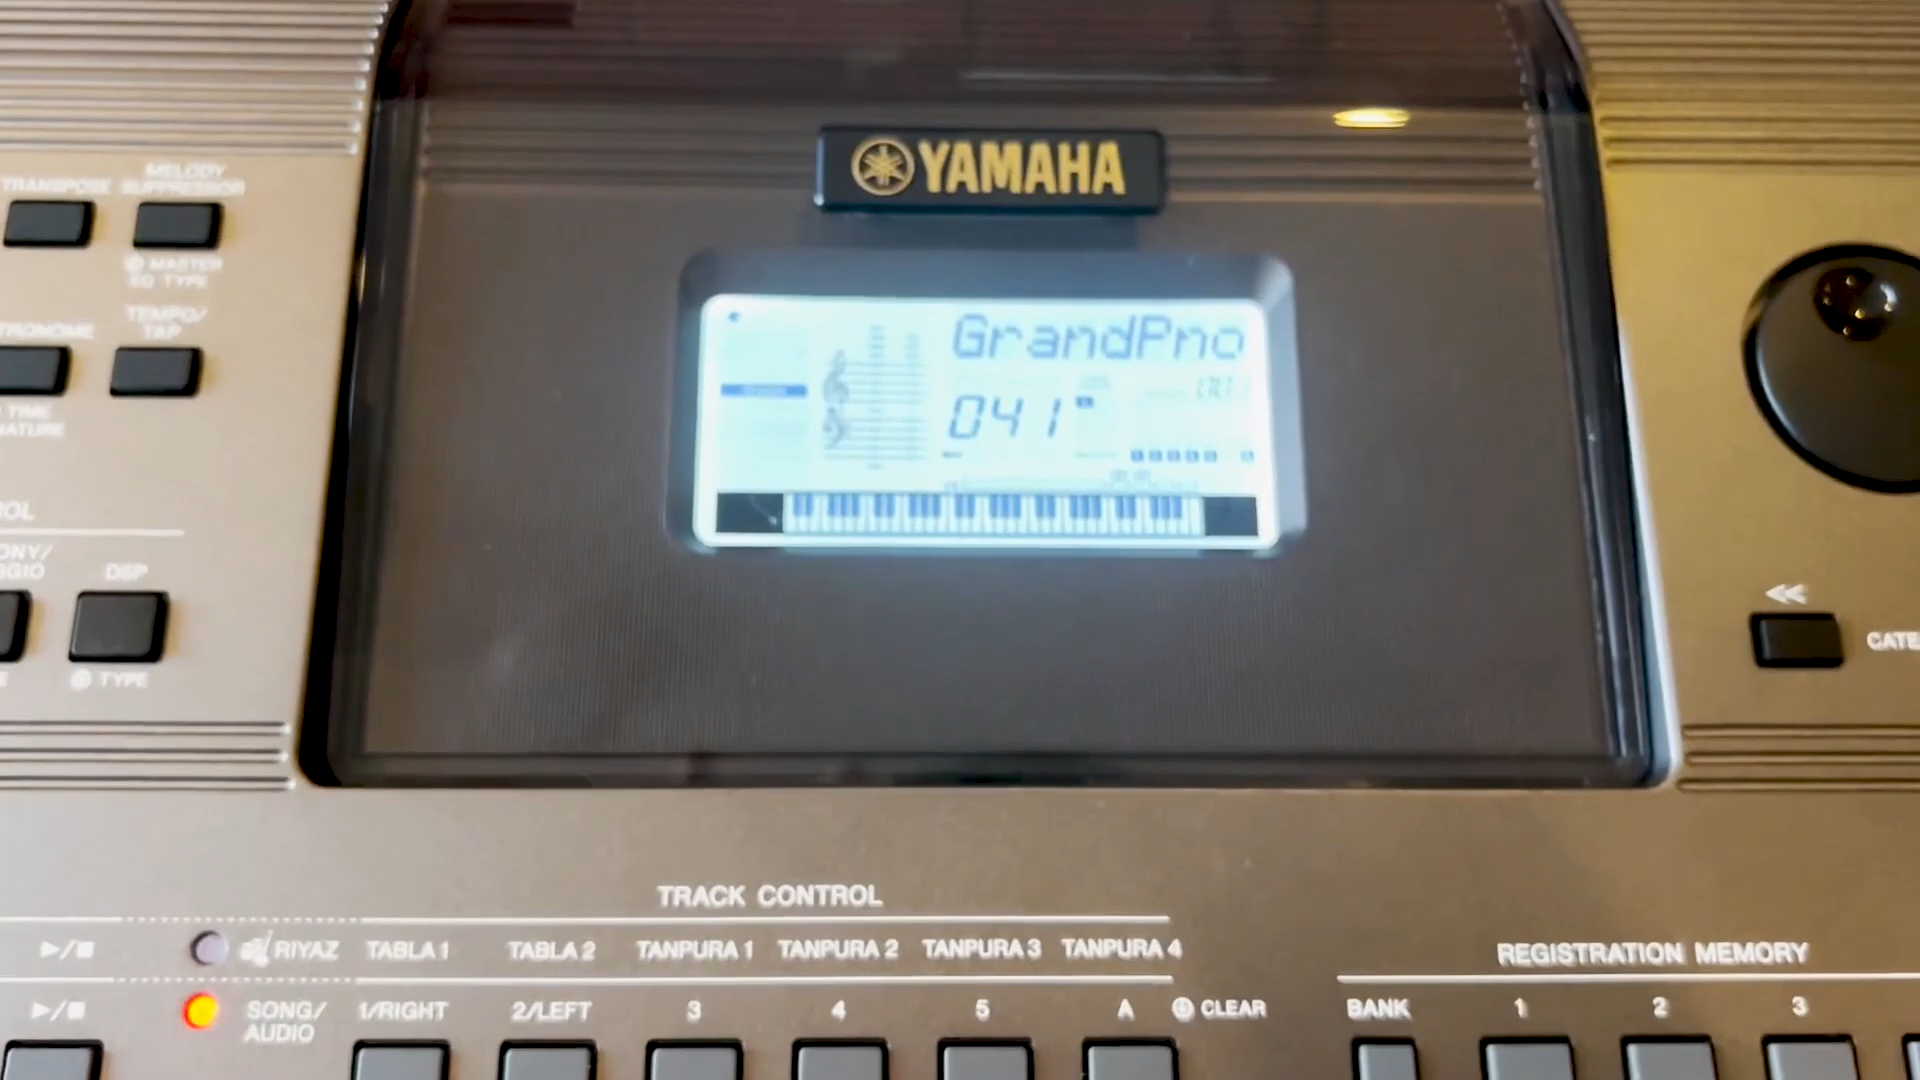 YAMAHA
MELODY
TRANSPOSE SUPPRESSOR
MASTER
EQ TYPE
TEMPO/
TAP
TIME
GrandPno
041
DSP
TYPE
CATE
TRACK CONTROL
RIYAZ TABLA 1 TABLA 2 TANPURA 1 TANPURA 2 TANPURA 3 TANPURA 4
REGISTRATION MEMORY
SONG/
AUDIO
1/RIGHT 2/LEFT 3 4 5 A CLEAR
BANK 1 2 3